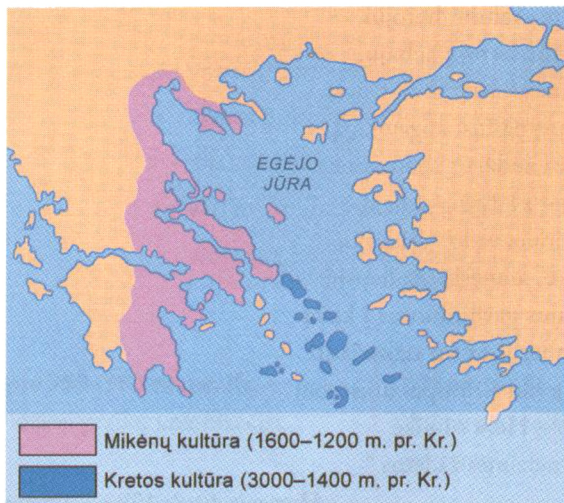 EGĖJO
JŪRA
Mikėnų kultūra (1600–1200 m. pr. Kr.)
Kretos kultūra (3000–1400 m. pr. Kr.)